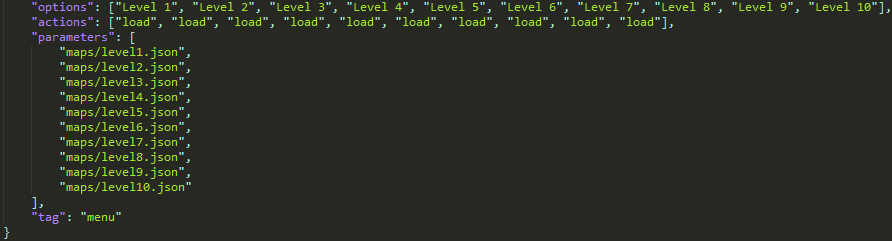 "options": ["Level 1", "Level 2", "Level 3", "Level 4", "Level 5", "Level 6", "Level 7", "Level 8", "Level 9", "Level 10"],
"actions": ["load", "load", "load", "load", "load", "load", "load", "load", "load", "load"],
"parameters": [
"maps/level1.json",
"maps/level2.json",
"maps/level3.json",
"maps/level4.json",
"maps/level5.json",
"maps/level6.json",
"maps/level7.json",
"maps/level8.json",
"maps/level9.json",
"maps/level10.json"
],
"tag": "menu"
}